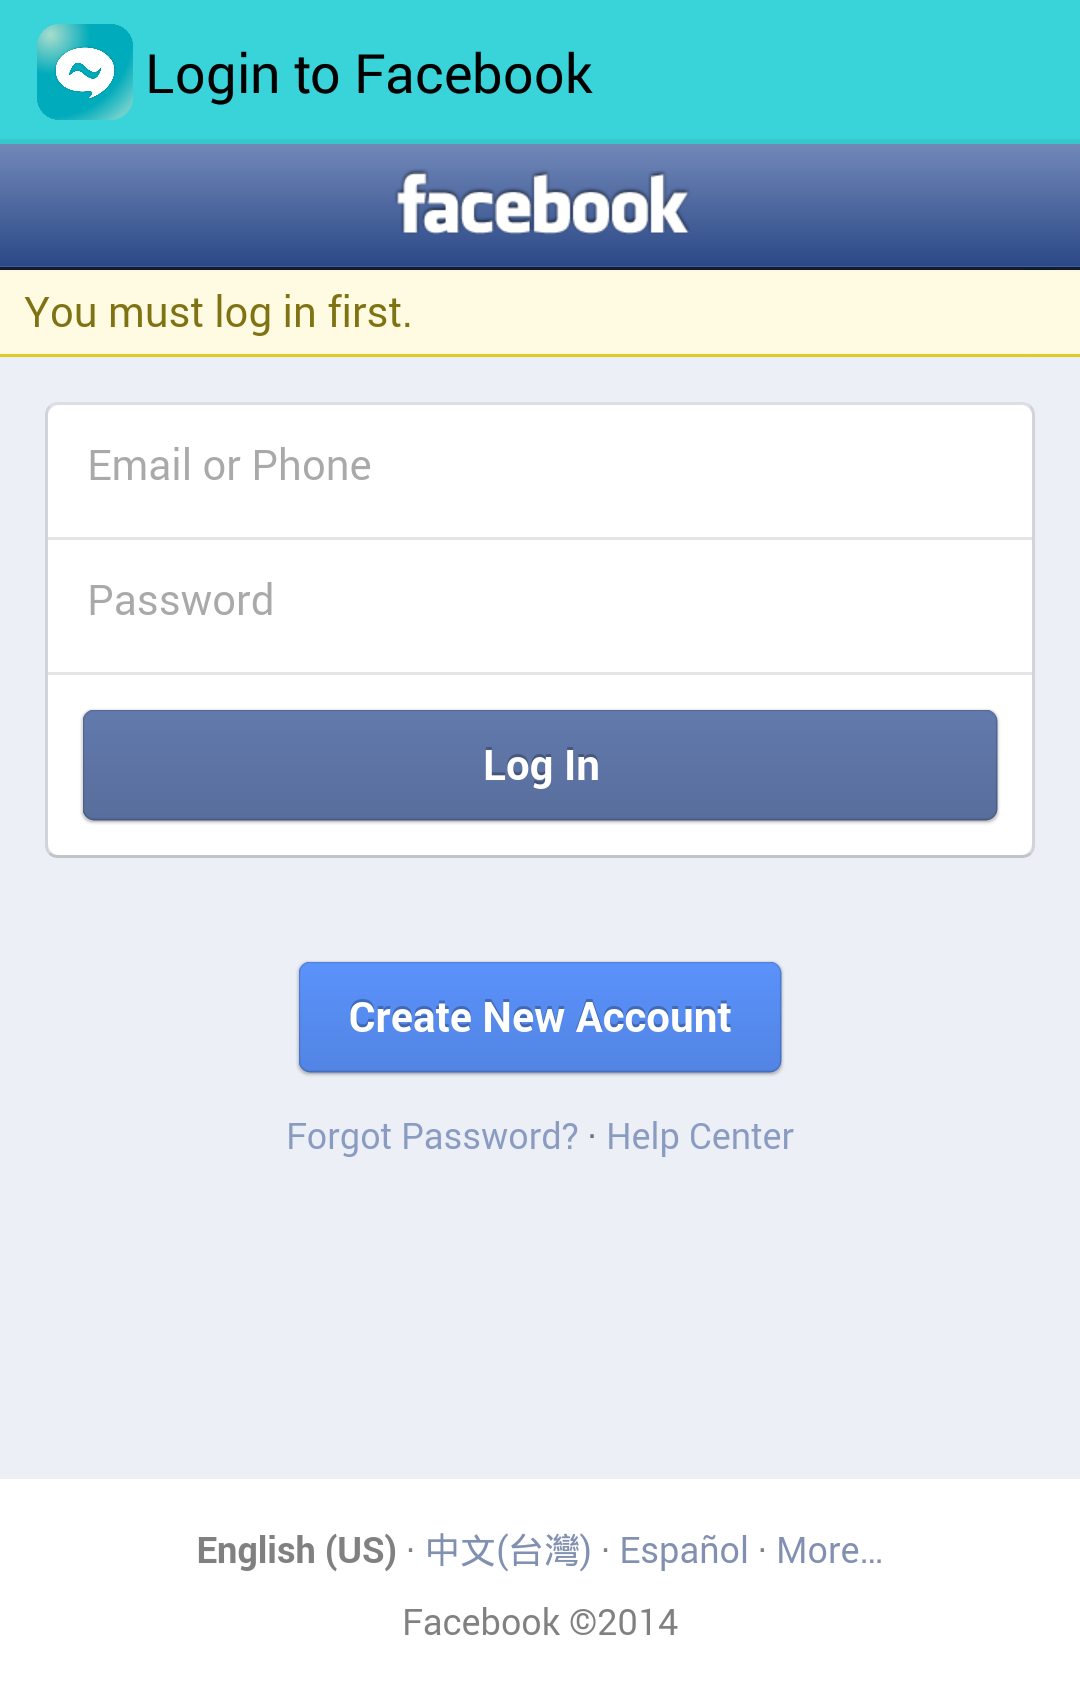 Login to Facebook
facebook
You must log in first.
Email or Phone
Password
Log In
Create New Account
Forgot Password? · Help Center
English (US) · 中文(台灣) · Español · More...
Facebook ©2014